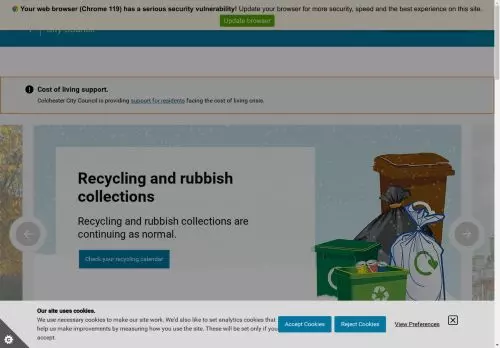 Your web browser (Chrome 119) has a serious security vulnerability! Update your browser for more security, speed and the best experience on this site.
Update browser
City Council
Cost of living support.
Colchester City Council is providing support for residents facing the cost of living crisis.
Recycling and rubbish
collections
Recycling and rubbish collections are
continuing as normal.
Check your recycling calendar
Our site uses cookies.
We use necessary cookies to make our site work. We'd also like to set analytics cookies that
help us make improvements by measuring how you use the site. These will be set only if you
accept.
Accept Cookies
Reject Cookies
View Preferences